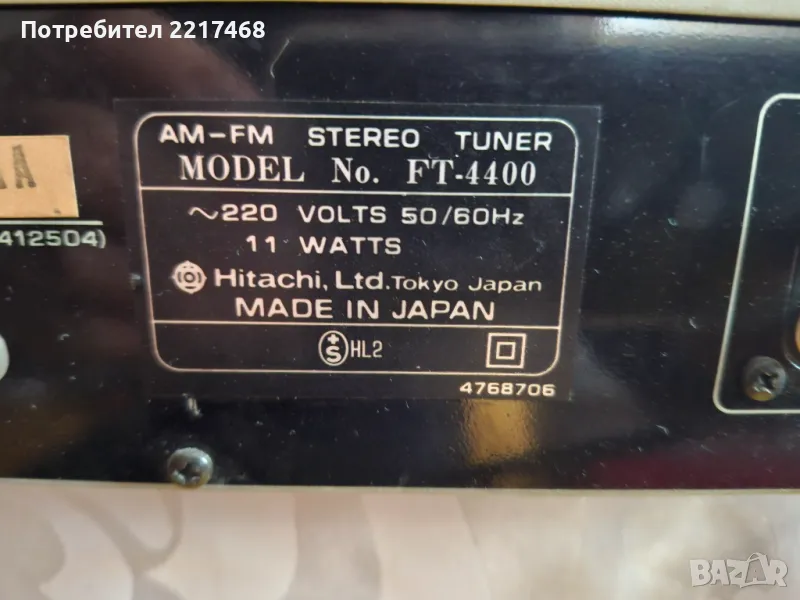 Потребител 2217468
AM-FM STEREO TUNER
MODEL No. FT-4400
~220 VOLTS 50/60Hz
11 WATTS
Hitachi, Ltd. Tokyo Japan
MADE IN JAPAN
+S HL2
4768706
412504)
BAZAR